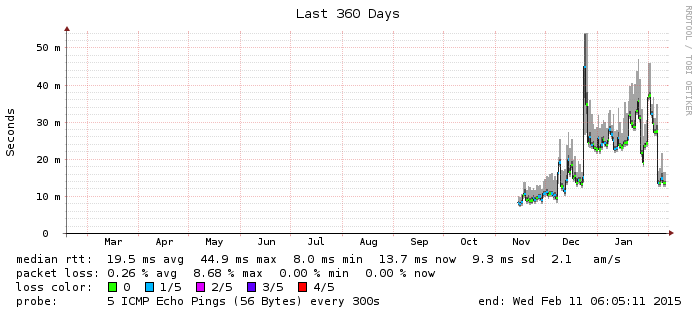 Last 360 Days
RRDTOOL / TOBI OETIKER
Seconds
50 m
40 m
30 m
20 m
10 m
0
Mar Apr May Jun Jul Aug Sep Oct Nov Dec Jan
median rtt: 19.5 ms avg 44.9 ms max 8.0 ms min 13.7 ms now 9.3 ms sd 2.1 am/s
packet loss: 0.26 % avg 8.68 % max 0.00 % min 0.00 % now
loss color: 0 1/5 2/5 3/5 4/5
probe: 5 ICMP Echo Pings (56 Bytes) every 300s end: Wed Feb 11 06:05:11 2015